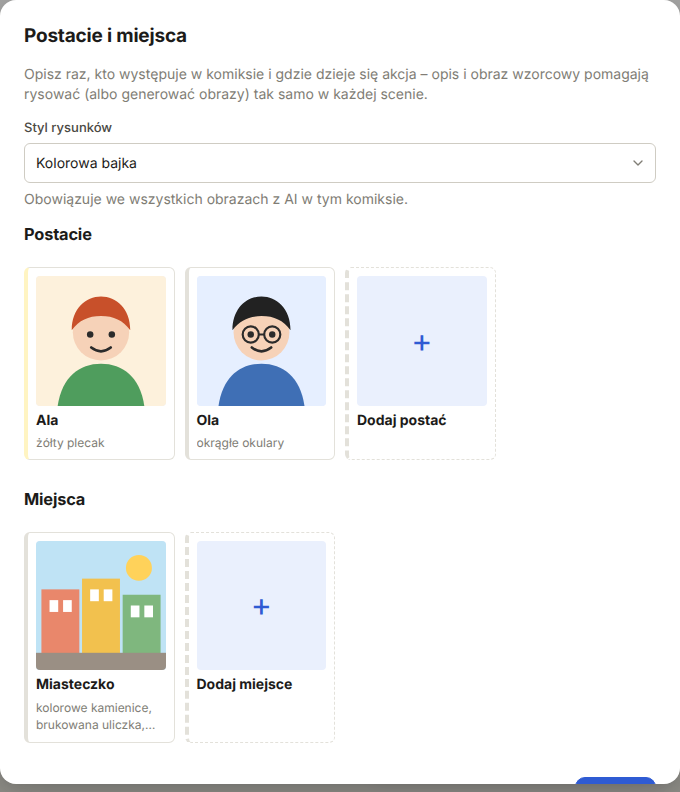 Postacie i miejsca
Opisz raz, kto występuje w komiksie i gdzie dzieje się akcja – opis i obraz wzorcowy pomagają
rysować (albo generować obrazy) tak samo w każdej scenie.
Styl rysunków
Kolorowa bajka
Obowiązuje we wszystkich obrazach z AI w tym komiksie.
Postacie
Ala
żółty plecak
Ola
okrągłe okulary
+
Dodaj postać
Miejsca
Miasteczko
kolorowe kamienice,
brukowana uliczka,...
+
Dodaj miejsce